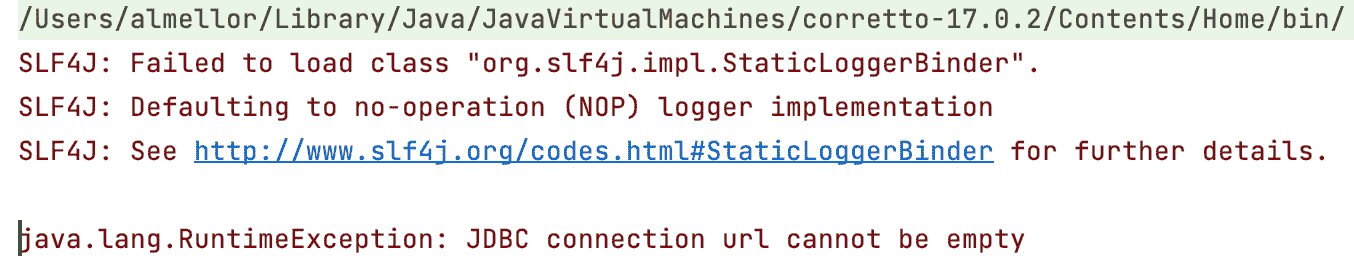 /Users/almellor/Library/Java/JavaVirtualMachines/corretto-17.0.2/Contents/Home/bin/
SLF4J: Failed to load class "org.slf4j.impl.StaticLoggerBinder".
SLF4J: Defaulting to no-operation (NOP) logger implementation
SLF4J: See http://www.slf4j.org/codes.html#StaticLoggerBinder for further details.
java.lang.RuntimeException: JDBC connection url cannot be empty